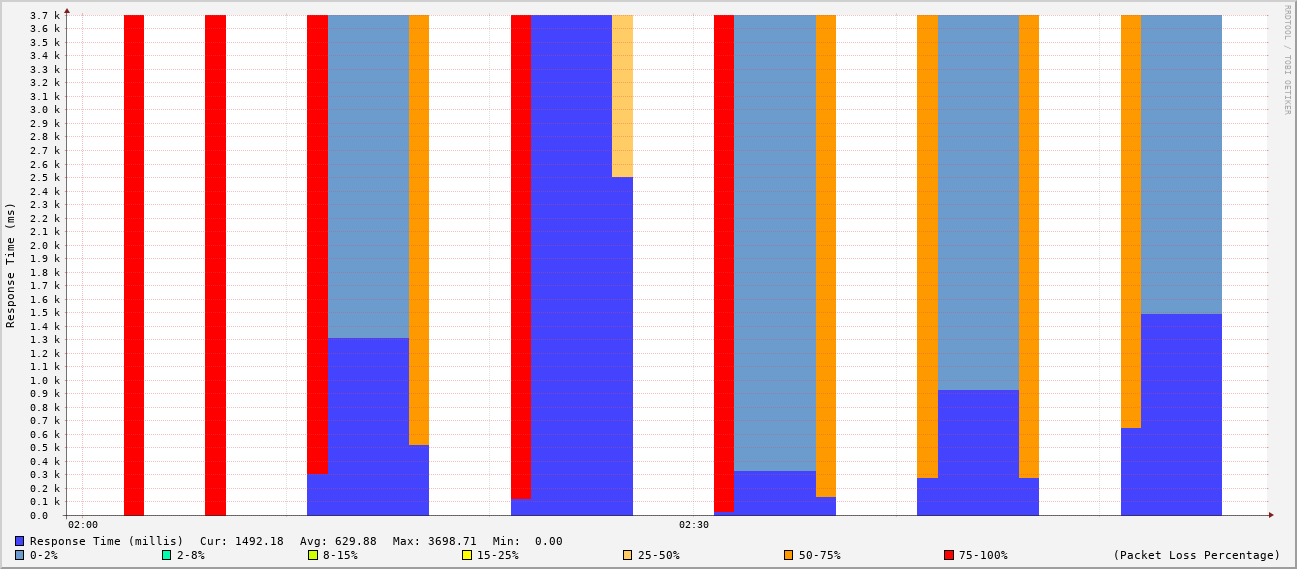 RRDTOOL / TOBI OETIKER
Response Time (ms)
3.7 k
3.6 k
3.5 k
3.4 k
3.3 k
3.2 k
3.1 k
3.0 k
2.9 k
2.8 k
2.7 k
2.6 k
2.5 k
2.4 k
2.3 k
2.2 k
2.1 k
2.0 k
1.9 k
1.8 k
1.7 k
1.6 k
1.5 k
1.4 k
1.3 k
1.2 k
1.1 k
1.0 k
0.9 k
0.8 k
0.7 k
0.6 k
0.5 k
0.4 k
0.3 k
0.2 k
0.1 k
0.0
02:00 02:30
Response Time (millis) Cur: 1492.18 Avg: 629.88 Max: 3698.71 Min: 0.00
0-2% 2-8% 8-15% 15-25% 25-50% 50-75% 75-100% (Packet Loss Percentage)